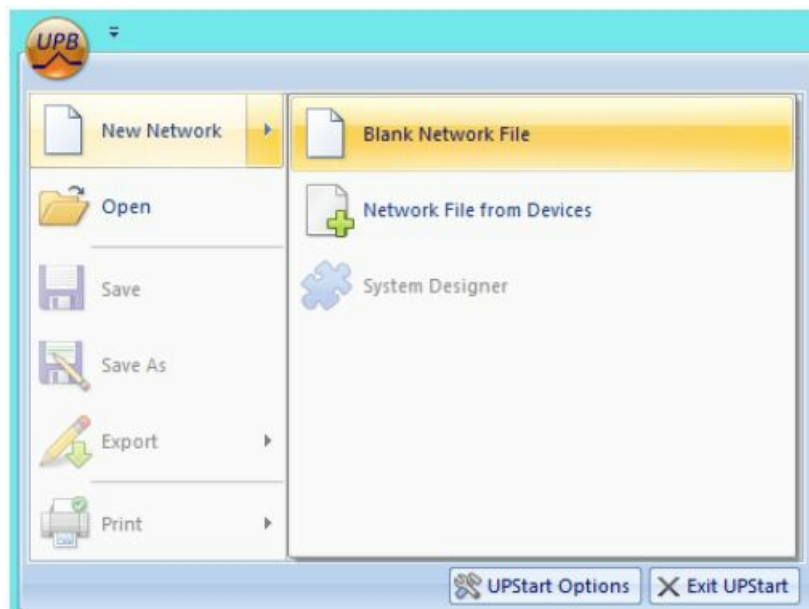 UPB
New Network
Blank Network File
Open
Network File from Devices
Save
System Designer
Save As
Export
Print
UPStart Options
Exit UPStart